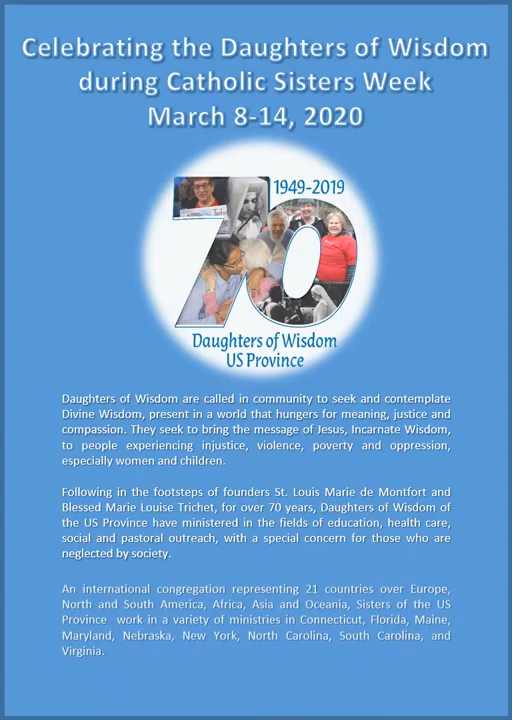 Celebrating the Daughters of Wisdom
during Catholic Sisters Week
March 8-14, 2020
1949-2019
70
Daughters of Wisdom
US Province
Daughters of Wisdom are called in community to seek and contemplate
Divine Wisdom, present in a world that hungers for meaning, justice and
compassion. They seek to bring the message of Jesus, Incarnate Wisdom,
to people experiencing injustice, violence, poverty and oppression,
especially women and children.
Following in the footsteps of founders St. Louis Marie de Montfort and
Blessed Marie Louise Trichet, for over 70 years, Daughters of Wisdom of
the US Province have ministered in the fields of education, health care,
social and pastoral outreach, with a special concern for those who are
neglected by society.
An international congregation representing 21 countries over Europe,
North and South America, Africa, Asia and Oceania, Sisters of the US
Province work in a variety of ministries in Connecticut, Florida, Maine,
Maryland, Nebraska, New York, North Carolina, South Carolina, and
Virginia.